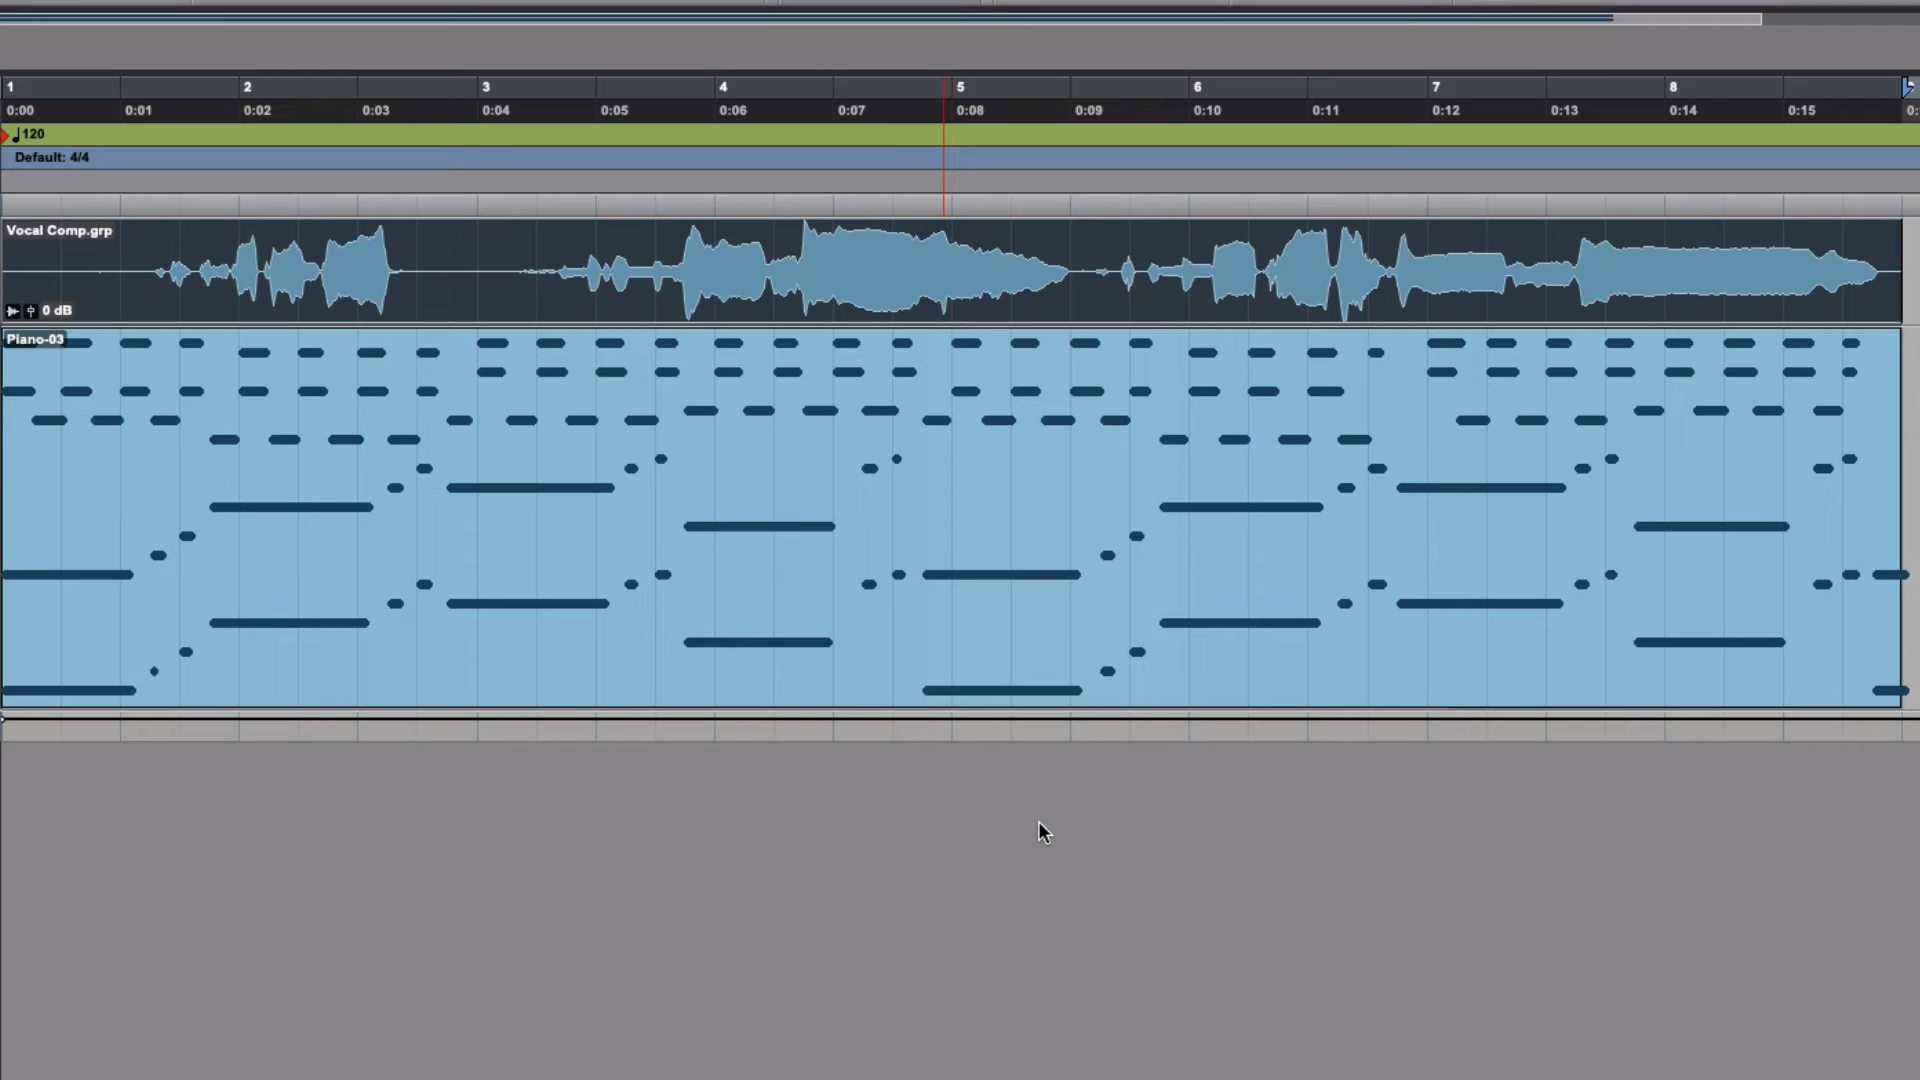 1 2 3 4 5 6 7 8
0:00 0:01 0:02 0:03 0:04 0:05 0:06 0:07 0:08 0:09 0:10 0:11 0:12 0:13 0:14 0:15 0:
♩120
Default: 4/4
Vocal Comp.grp
0 dB
Piano-03